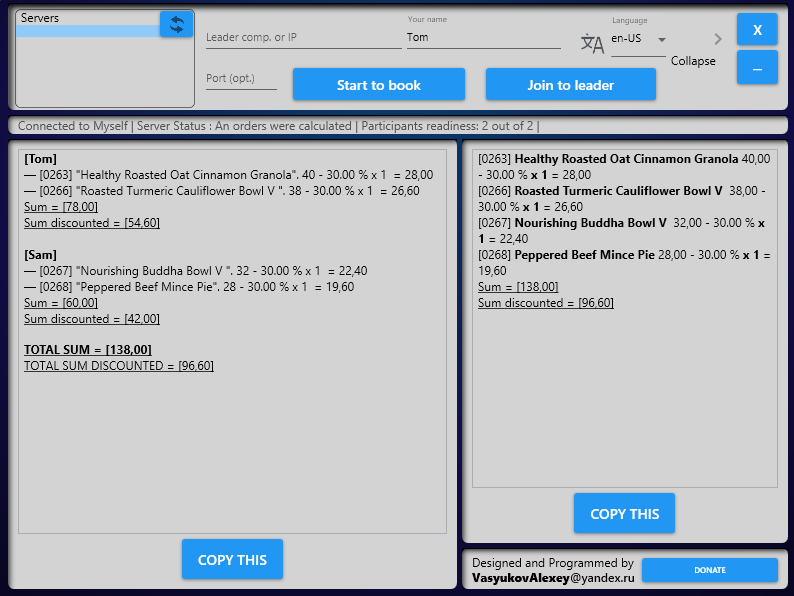 Servers
Your name
Language
Leader comp. or IP
Tom
文A
en-US
X
Collapse
_
Port (opt.)
Start to book
Join to leader
Connected to Myself | Server Status : An orders were calculated | Participants readiness: 2 out of 2 |
[Tom]
— [0263] "Healthy Roasted Oat Cinnamon Granola". 40 - 30.00 % x 1 = 28,00
— [0266] "Roasted Turmeric Cauliflower Bowl V ". 38 - 30.00 % x 1 = 26,60
Sum = [78,00]
Sum discounted = [54,60]
[Sam]
— [0267] "Nourishing Buddha Bowl V ". 32 - 30.00 % x 1 = 22,40
— [0268] "Peppered Beef Mince Pie". 28 - 30.00 % x 1 = 19,60
Sum = [60,00]
Sum discounted = [42,00]
TOTAL SUM = [138,00]
TOTAL SUM DISCOUNTED = [96,60]
COPY THIS
[0263] Healthy Roasted Oat Cinnamon Granola 40,00
- 30.00 % x 1 = 28,00
[0266] Roasted Turmeric Cauliflower Bowl V 38,00 -
30.00 % x 1 = 26,60
[0267] Nourishing Buddha Bowl V 32,00 - 30.00 % x
1 = 22,40
[0268] Peppered Beef Mince Pie 28,00 - 30.00 % x 1 =
19,60
Sum = [138,00]
Sum discounted = [96,60]
COPY THIS
Designed and Programmed by
VasyukovAlexey@yandex.ru
DONATE